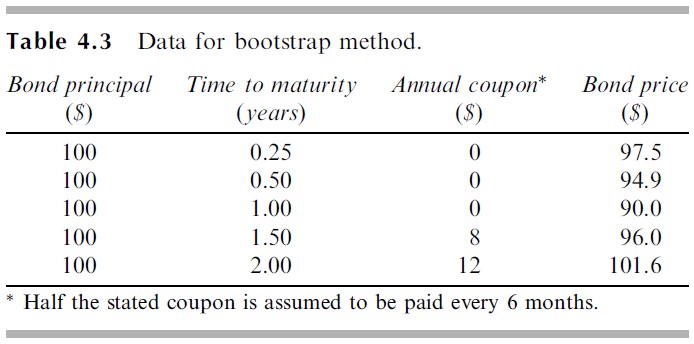 Table 4.3 Data for bootstrap method.
Bond principal Time to maturity Annual coupon* Bond price
($) (years) ($) ($)
100 0.25 0 97.5
100 0.50 0 94.9
100 1.00 0 90.0
100 1.50 8 96.0
100 2.00 12 101.6
* Half the stated coupon is assumed to be paid every 6 months.